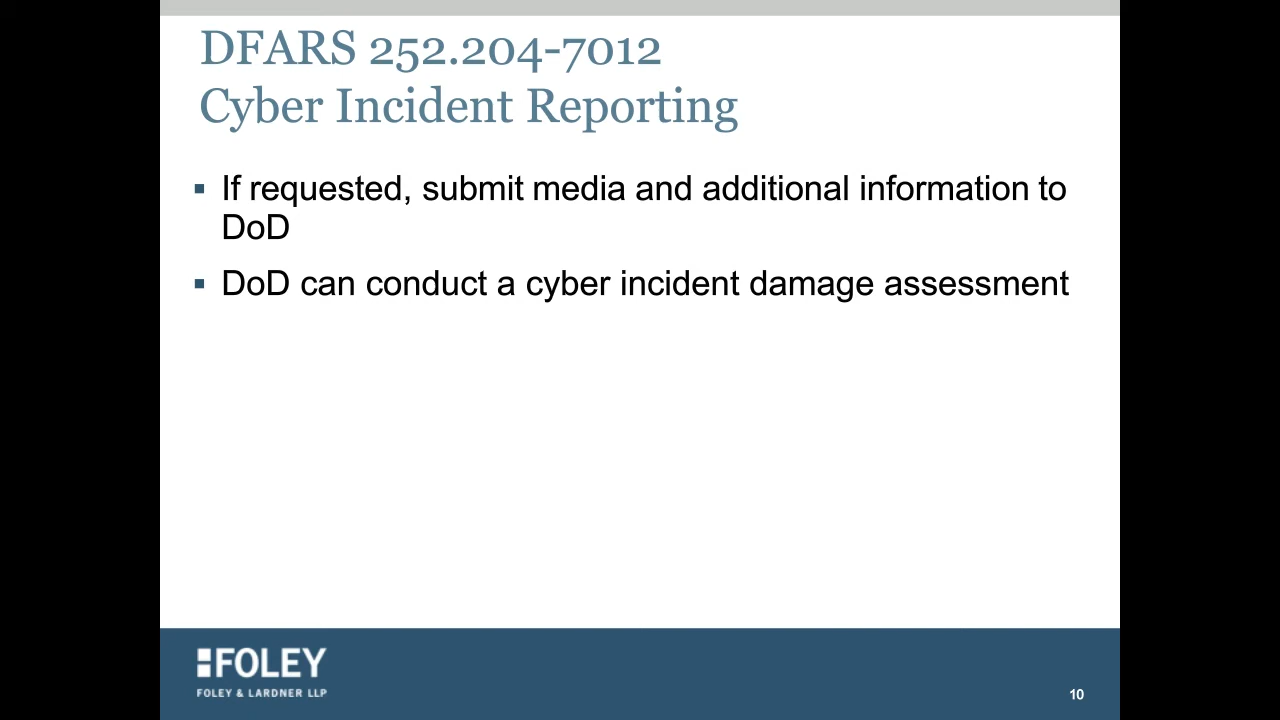 DFARS 252.204-7012
Cyber Incident Reporting
▪ If requested, submit media and additional information to
DoD
▪ DoD can conduct a cyber incident damage assessment
FOLEY
FOLEY & LARDNER LLP
10